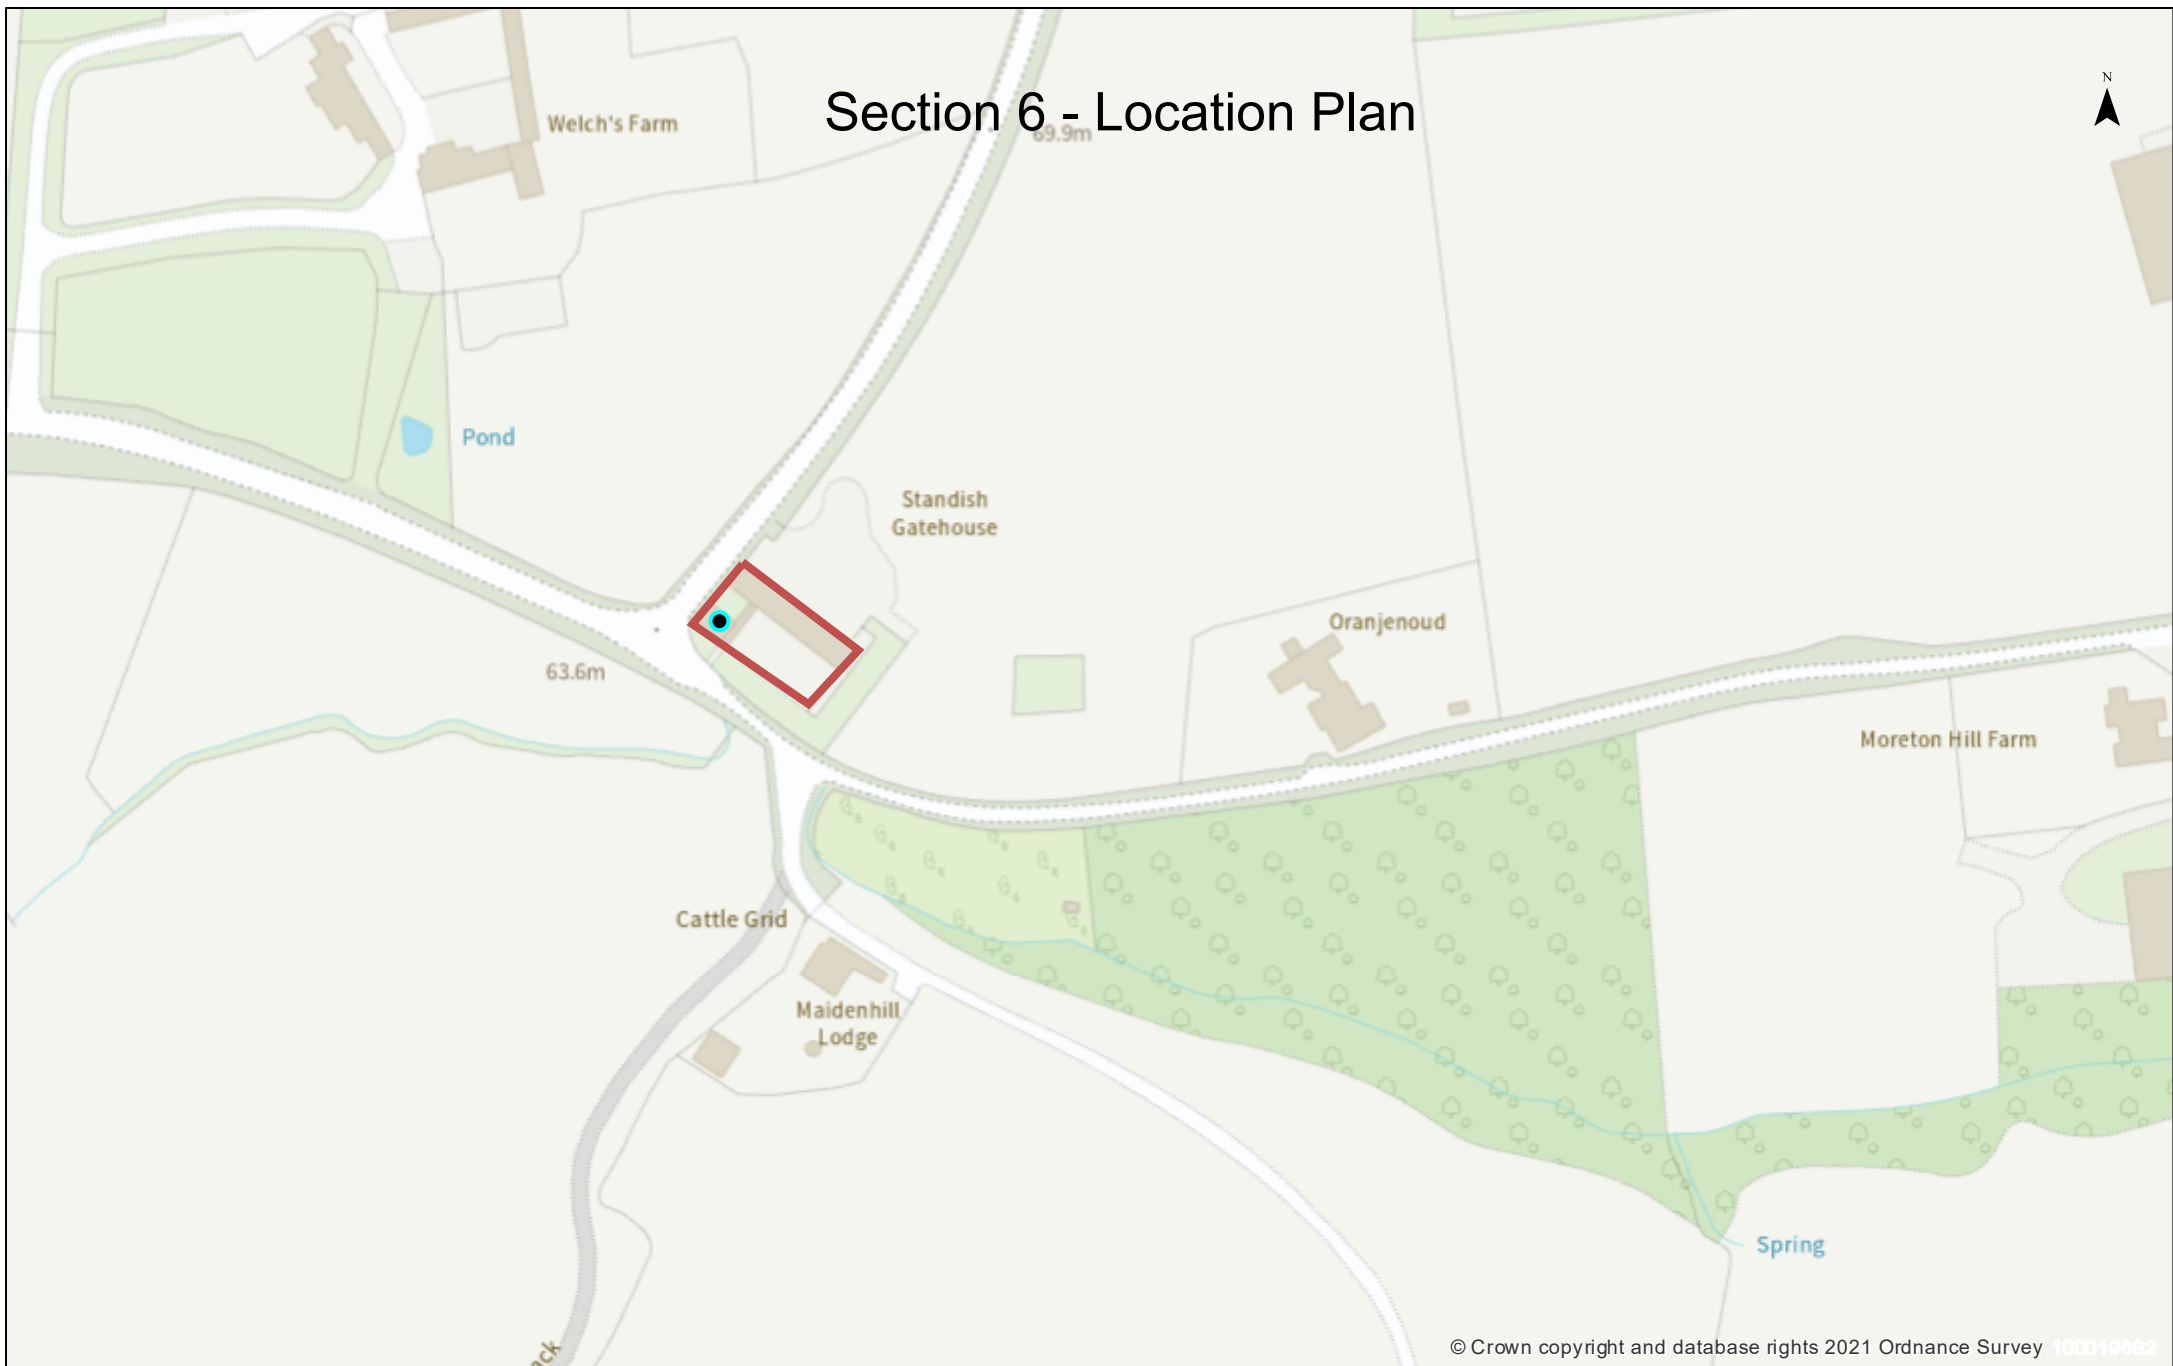 N
Section 6 - Location Plan
69.9m
Welch's Farm
Pond
Standish
Gatehouse
Oranjenoud
63.6m
Moreton Hill Farm
Cattle Grid
Maidenhill
Lodge
Spring
ack
© Crown copyright and database rights 2021 Ordnance Survey